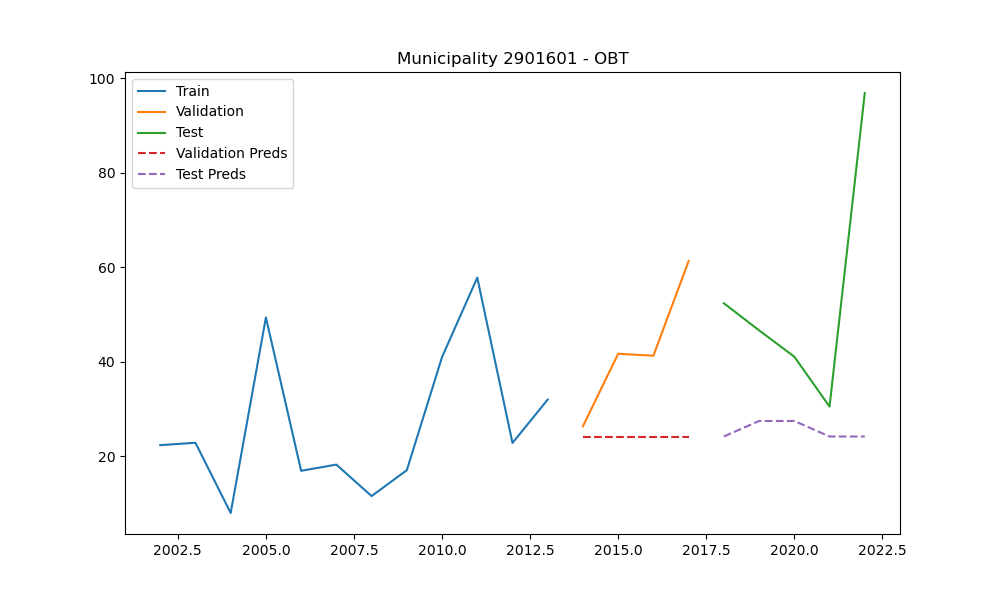 Municipality 2901601 - OBT
100
80
60
40
20
Train
Validation
Test
Validation Preds
Test Preds
2002.5 2005.0 2007.5 2010.0 2012.5 2015.0 2017.5 2020.0 2022.5